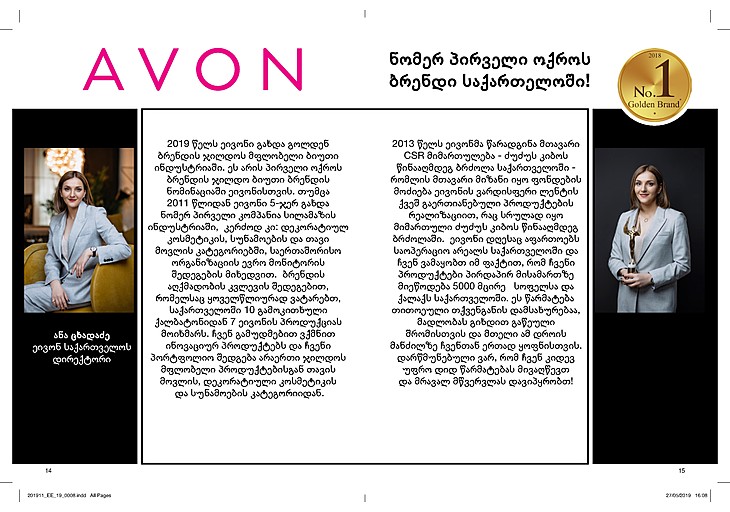 AVON
ნომერ პირველი ოქროს
ბრენდი საქართელოში!
2018
No.1
Golden Brand
2019 წელს ეივონი გახდა გოლდენ
ბრენდის ჯილდოს მფლობელი ბიუთი
ინდუსტრიაში. ეს არის პირველი ოქროს
ბრენდის ჯილდო ბიუთი ბრენდის
ნომინაციაში ეივონისთვის. თუმცა
2011 წლიდან ეივონი 5-ჯერ გახდა
ნომერ პირველი კომპანია სილამაზის
ინდუსტრიაში, კერძოდ კი: დეკორატიულ
კოსმეტიკის, სუნამოების და თავი
მოვლის კატეგორიებში, საერთაშორისო
ორგანიზაციის ევრო მონიტორის
შედეგების მიხედვით. ბრენდის
აღქმადობის კვლევის შედეგებით,
რომელსაც ყოველწლიურად ვატარებთ,
საქართველოში 10 გამოკითხული
ქალბატონიდან 7 ეივონის პროდუქციას
მოიხმარს. ჩვენ გამუდმებით ვქმნით
ინოვაციურ პროდუქტებს და ჩვენი
პორტფოლიო შედგება არაერთი ჯილდოს
მფლობელი პროდუქტებისგან თავის
მოვლის, დეკორატიული კოსმეტიკის
და სუნამოების კატეგორიიდან.
2013 წელს ეივონმა წარადგინა მთავარი
CSR მიმართულება - ძუძუს კიბოს
წინააღმდეგ ბრძოლა საქართველოში -
რომლის მთავარი მიზანი იყო ფონდების
მოძიება ეივონის ვარდისფერი ლენტის
ქვეშ გაერთიანებული პროდუქტების
რეალიზაციით, რაც სრულად იყო
მიმართული ძუძუს კიბოს წინააღმდეგ
ბრძოლაში. ეივონი დღესაც აფართოებს
საოპერაციო არეალს საქართველოში და
ჩვენ ვამაყობთ იმ ფაქტით, რომ ჩვენი
პროდუქტები პირდაპირ მისამართზე
მიეწოდება 5000 მცირე სოფელსა და
ქალაქს საქართველოში. ეს წარმატება
თითოეული თქვენგანის დამსახურებაა,
მადლობას გიხდით გაწეული
შრომისთვის და მთელი ამ დროის
მანძილზე ჩვენთან ერთად ყოფნისთვის.
დარწმუნებული ვარ, რომ ჩვენ კიდევ
უფრო დიდ წარმატებას მივაღწევთ
და მრავალ მწვერვალს დავიპყრობთ!
ანა ცხადაძე
ეივონ საქართველოს
დირექტორი
14
15
201911_EE_19_0008.indd All Pages
27/05/2019 16:08